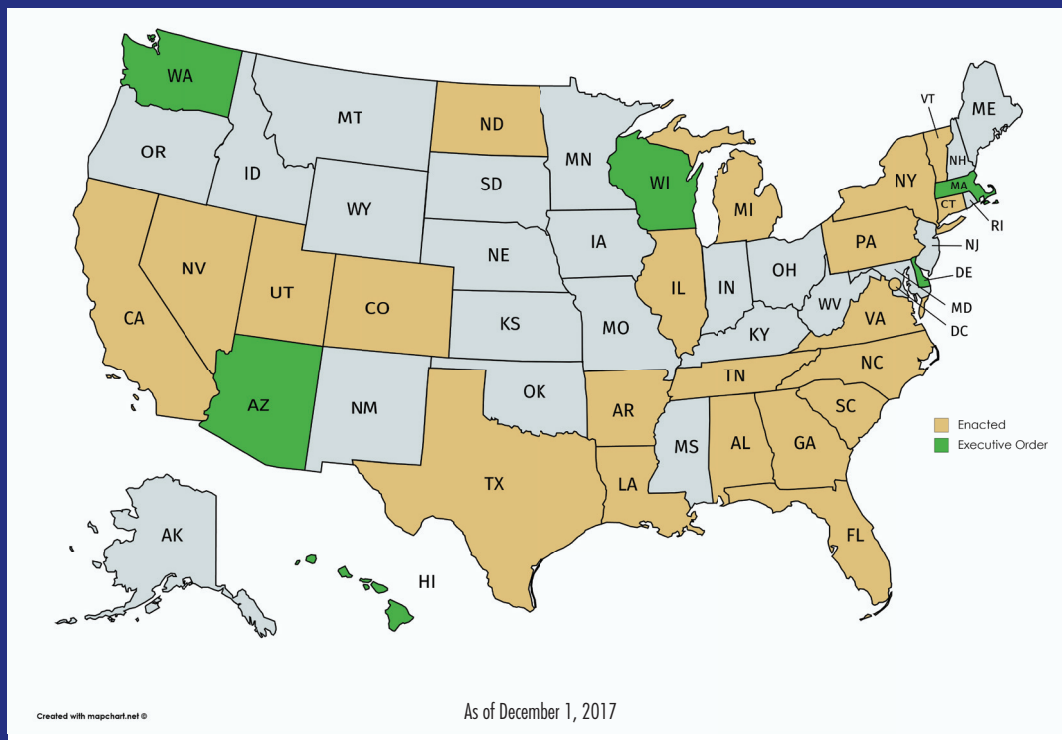 WA
MT
ND
VT
ME
OR
MN
ID
SD
WI
NH
NY
MA
WY
MI
CT
RI
IA
PA
NJ
NE
NV
OH
DE
UT
IL
IN
CO
WV
MD
CA
VA
KS
MO
DC
KY
NC
TN
OK
AZ
NM
AR
SC
Enacted
MS
AL
GA
Executive Order
TX
LA
AK
FL
HI
Created with mapchart.net ©
As of December 1, 2017